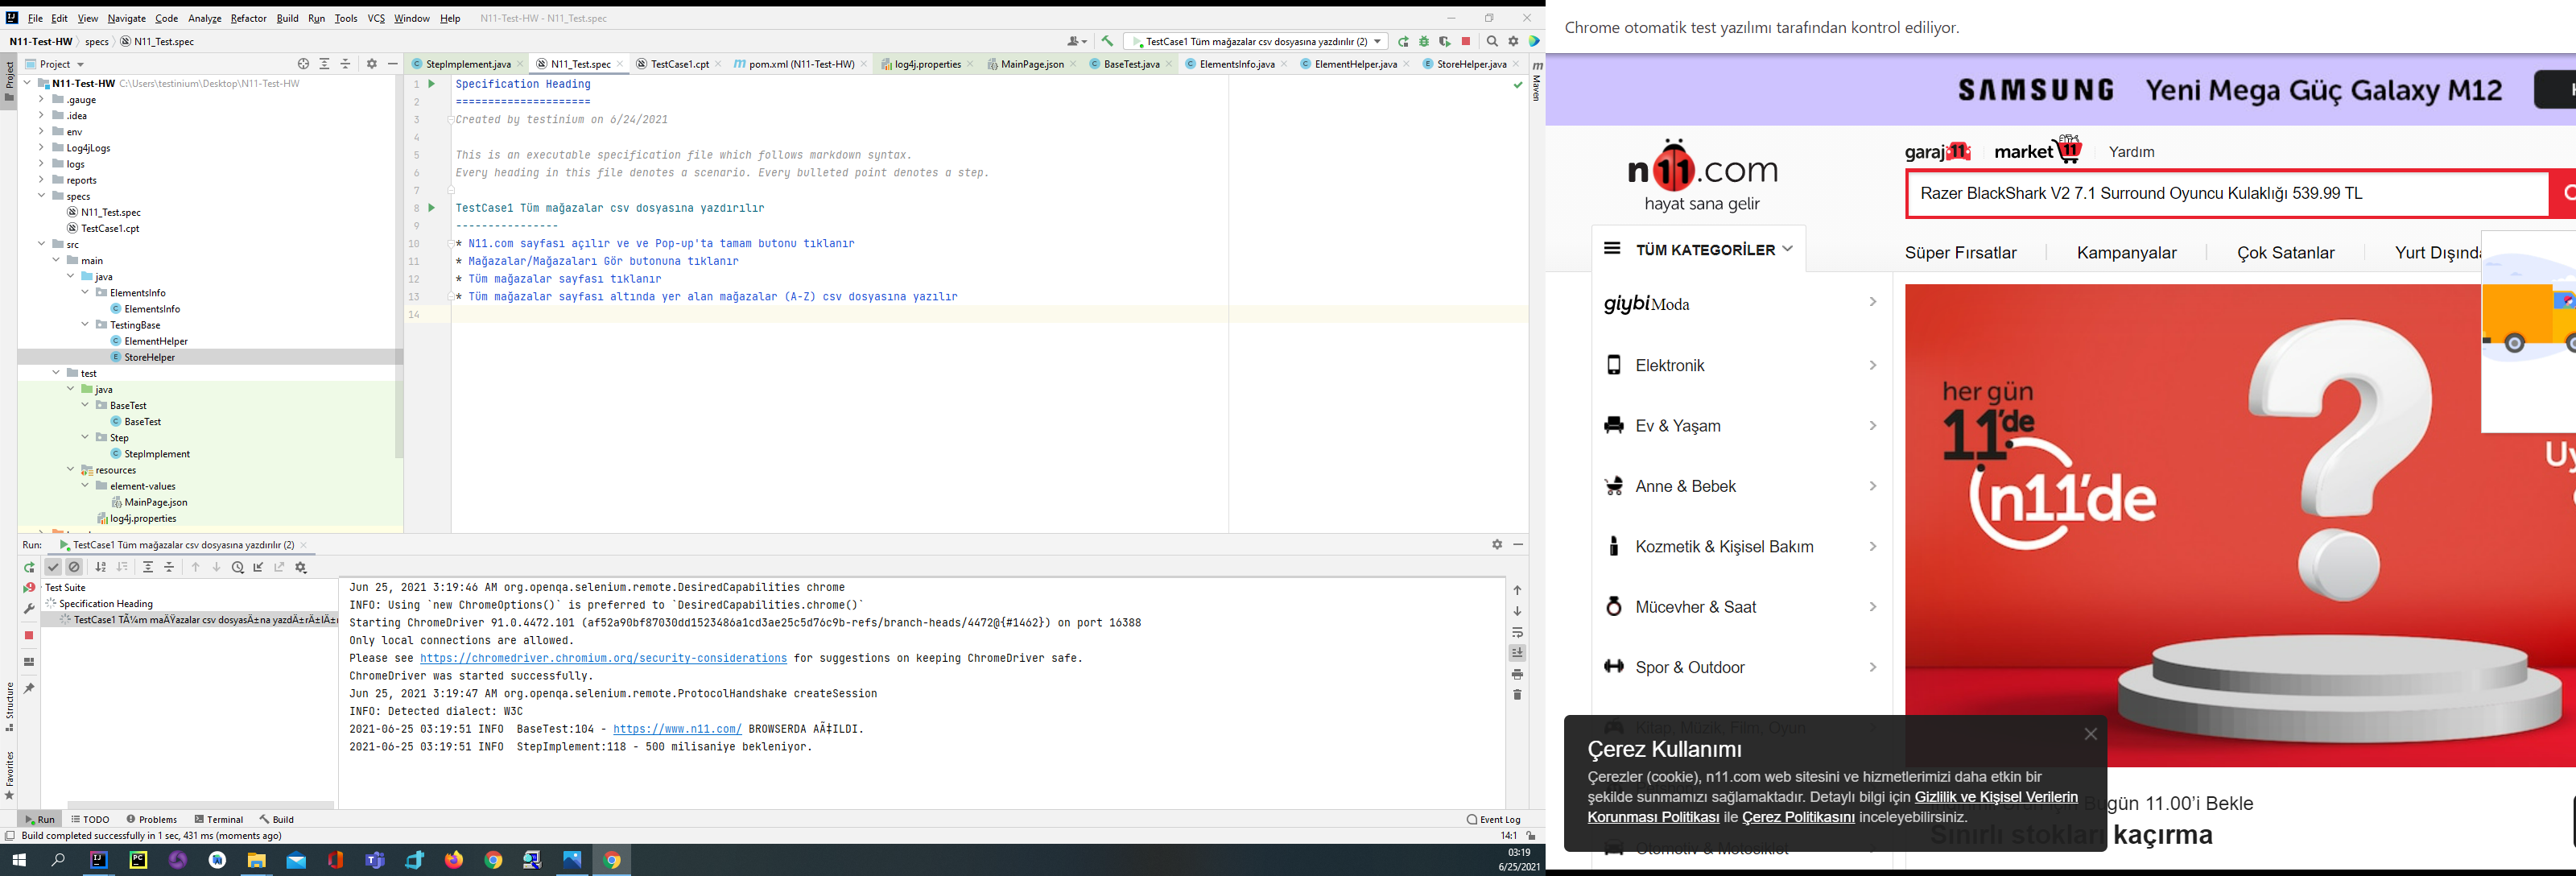 File Edit View Navigate Code Analyze Refactor Build Run Tools VCS Window Help N11-Test-HW - N11_Test.spec
N11-Test-HW specs N11_Test.spec
TestCase1 Tüm mağazalar csv dosyasına yazdırılır (2)
Project
StepImplement.java N11_Test.spec TestCase1.cpt pom.xml (N11-Test-HW) log4j.properties MainPage.json BaseTest.java ElementsInfo.java ElementHelper.java StoreHelper.java
Project
Maven
N11-Test-HW C:\Users\testinium\Desktop\N11-Test-HW
.gauge
.idea
env
Log4jLogs
logs
reports
specs
N11_Test.spec
TestCase1.cpt
src
main
java
ElementsInfo
ElementsInfo
TestingBase
ElementHelper
StoreHelper
test
java
BaseTest
BaseTest
Step
StepImplement
resources
element-values
MainPage.json
log4j.properties
1 Specification Heading
2 =====================
3 Created by testinium on 6/24/2021
4
5 This is an executable specification file which follows markdown syntax.
6 Every heading in this file denotes a scenario. Every bulleted point denotes a step.
7
8 TestCase1 Tüm mağazalar csv dosyasına yazdırılır
9 ----------------
10 * N11.com sayfası açılır ve ve Pop-up'ta tamam butonu tıklanır
11 * Mağazalar/Mağazaları Gör butonuna tıklanır
12 * Tüm mağazalar sayfası tıklanır
13 * Tüm mağazalar sayfası altında yer alan mağazalar (A-Z) csv dosyasına yazılır
14
Run: TestCase1 Tüm mağazalar csv dosyasına yazdırılır (2)
Test Suite
Specification Heading
TestCase1 TÃ¼m maÄŸazalar csv dosyasÄ±na yazdÄ±rÄ±lÄ±r
Jun 25, 2021 3:19:46 AM org.openqa.selenium.remote.DesiredCapabilities chrome
INFO: Using `new ChromeOptions()` is preferred to `DesiredCapabilities.chrome()`
Starting ChromeDriver 91.0.4472.101 (af52a90bf87030dd1523486a1cd3ae25c5d76c9b-refs/branch-heads/4472@{#1462}) on port 16388
Only local connections are allowed.
Please see https://chromedriver.chromium.org/security-considerations for suggestions on keeping ChromeDriver safe.
ChromeDriver was started successfully.
Jun 25, 2021 3:19:47 AM org.openqa.selenium.remote.ProtocolHandshake createSession
INFO: Detected dialect: W3C
2021-06-25 03:19:51 INFO BaseTest:104 - https://www.n11.com/ BROWSERDA AÃ‡ILDI.
2021-06-25 03:19:51 INFO StepImplement:118 - 500 milisaniye bekleniyor.
Structure
Favorites
Run TODO Problems Terminal Build Event Log
Build completed successfully in 1 sec, 431 ms (moments ago) 14:1
03:19
6/25/2021
Chrome otomatik test yazılımı tarafından kontrol ediliyor.
SAMSUNG Yeni Mega Güç Galaxy M12
n11.com
hayat sana gelir
garaj11 market11 Yardım
Razer BlackShark V2 7.1 Surround Oyuncu Kulaklığı 539.99 TL
TÜM KATEGORİLER
Süper Fırsatlar Kampanyalar Çok Satanlar Yurt Dışında
giybi Moda
Elektronik
Ev & Yaşam
Anne & Bebek
Kozmetik & Kişisel Bakım
Mücevher & Saat
Spor & Outdoor
Kitap, Müzik, Film, Oyun
Otomotiv & Motosiklet
her gün
11'de
n11'de
Uy
Çerez Kullanımı
Çerezler (cookie), n11.com web sitesini ve hizmetlerimizi daha etkin bir
şekilde sunmamızı sağlamaktadır. Detaylı bilgi için Gizlilik ve Kişisel Verilerin
Korunması Politikası ile Çerez Politikasını inceleyebilirsiniz.
Bugün 11.00'i Bekle
Sınırlı stokları kaçırma